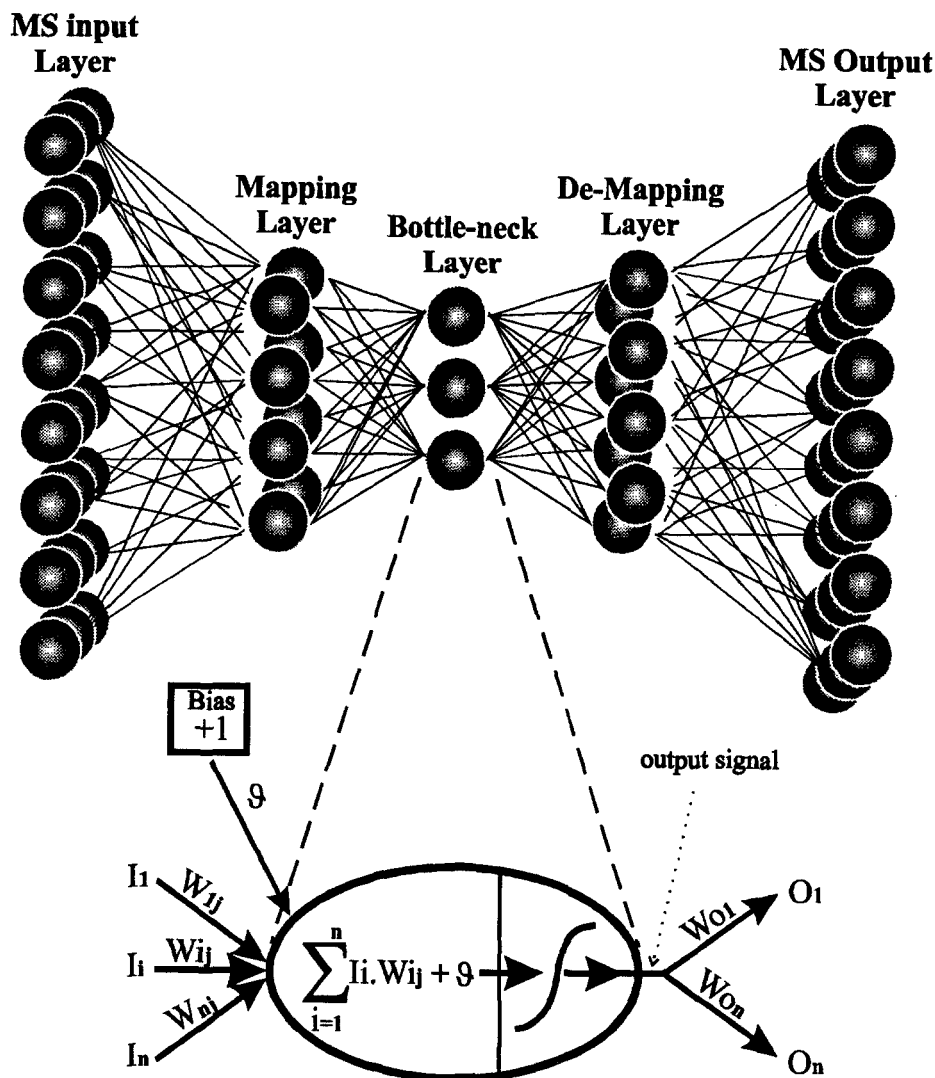 MS input
Layer
MS Output
Layer
Mapping
Layer
Bottle-neck
Layer
De-Mapping
Layer
Bias
+1
ϑ
output signal
I1
W1j
Ii
Wij
In
Wnj
n
∑Ii.Wij + ϑ
i=1
WO1
O1
WOn
On